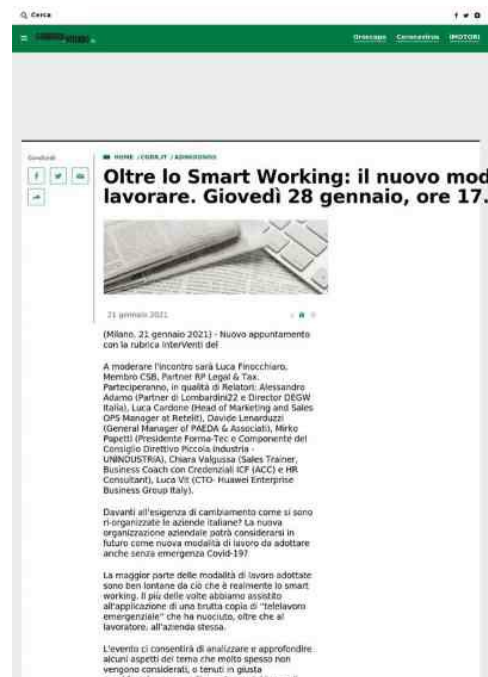 Cerca
Oroscopo Coronavirus IMOTORI
Condividi
HOME / CORR.IT / ADNKRONOS
Oltre lo Smart Working: il nuovo mod
lavorare. Giovedì 28 gennaio, ore 17.
21 gennaio 2021
(Milano, 21 gennaio 2021) - Nuovo appuntamento
con la rubrica InterVenti del
A moderare l'incontro sarà Luca Finocchiaro,
Membro CSB, Partner RP Legal & Tax.
Parteciperanno, in qualità di Relatori: Alessandro
Adamo (Partner di Lombardini22 e Director DEGW
Italia), Luca Cardone (Head of Marketing and Sales
OPS Manager at Retelit), Davide Lenarduzzi
(General Manager of PAEDA & Associati), Mirko
Papetti (Presidente Forma-Tec e Componente del
Consiglio Direttivo Piccola Industria -
UNINDUSTRIA), Chiara Valgussa (Sales Trainer,
Business Coach con Credenziali ICF (ACC) e HR
Consultant), Luca Vit (CTO- Huawei Enterprise
Business Group Italy).
Davanti all'esigenza di cambiamento come si sono
ri-organizzate le aziende italiane? La nuova
organizzazione aziendale potrà considerarsi in
futuro come nuova modalità di lavoro da adottare
anche senza emergenza Covid-19?
La maggior parte delle modalità di lavoro adottate
sono ben lontane da ciò che è realmente lo smart
working. Il più delle volte abbiamo assistito
all'applicazione di una brutta copia di "telelavoro
emergenziale" che ha nuociuto, oltre che al
lavoratore, all'azienda stessa.
L'evento ci consentirà di analizzare e approfondire
alcuni aspetti del tema che molto spesso non
vengono considerati, o tenuti in giusta